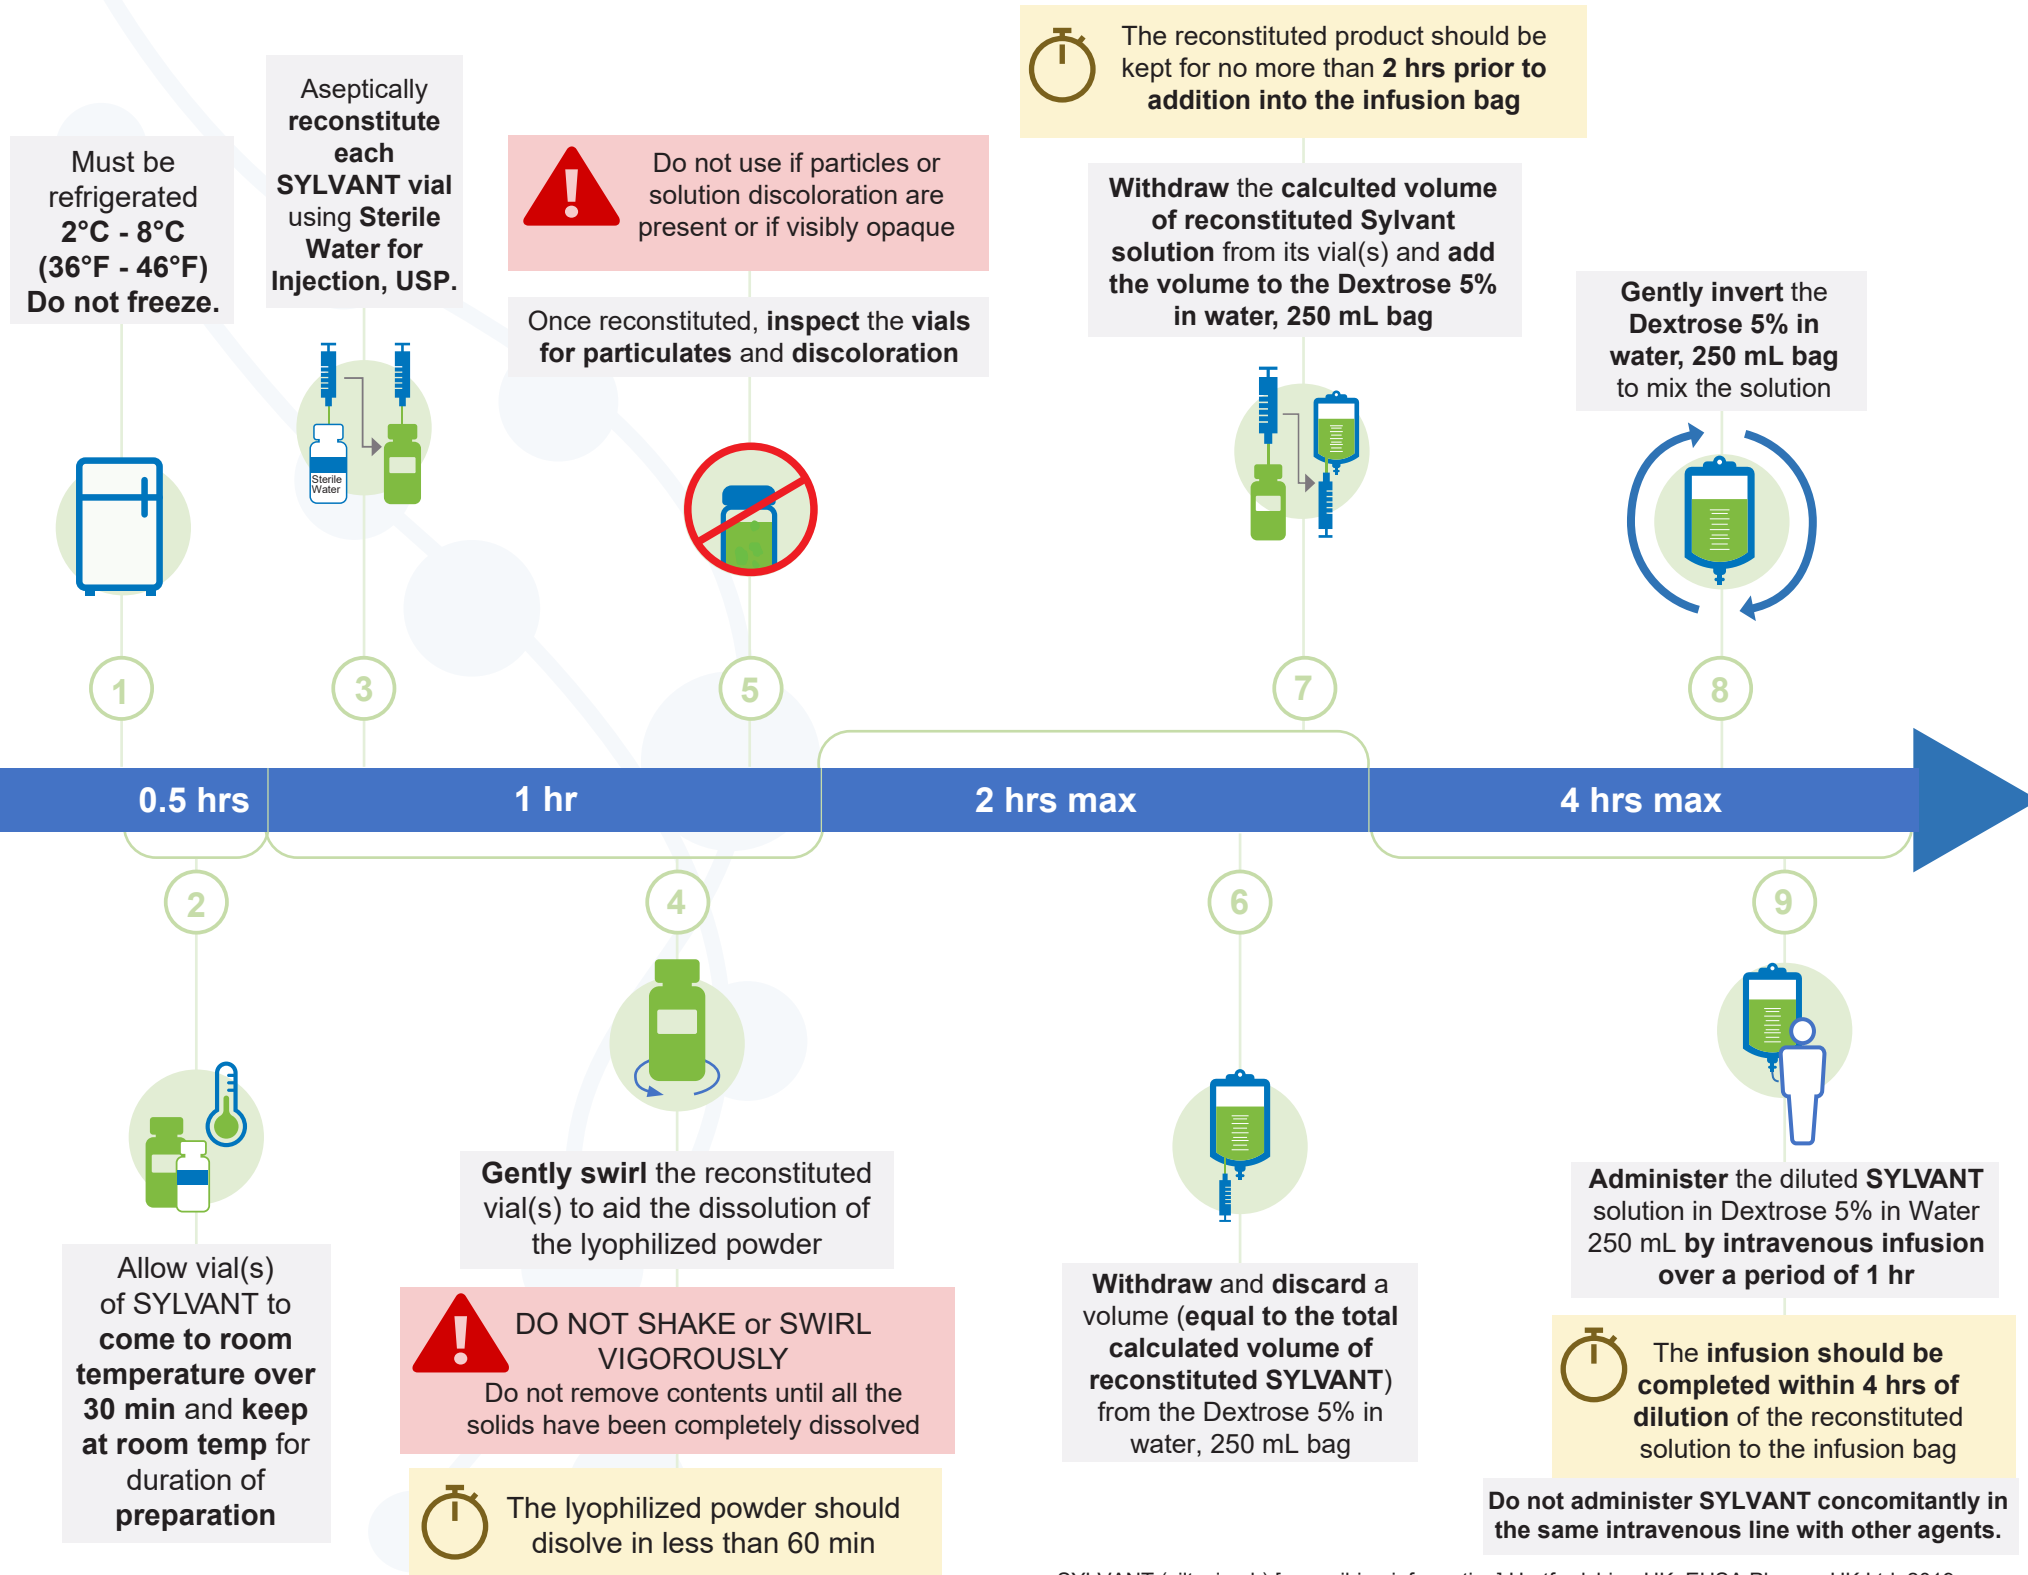 Must be
refrigerated
2°C - 8°C
(36°F - 46°F)
Do not freeze.
1
Allow vial(s)
of SYLVANT to
come to room
temperature over
30 min and keep
at room temp for
duration of
preparation
2
Aseptically
reconstitute
each
SYLVANT vial
using Sterile
Water for
Injection, USP.
Sterile
Water
3
Gently swirl the reconstituted
vial(s) to aid the dissolution of
the lyophilized powder
DO NOT SHAKE or SWIRL
VIGOROUSLY
Do not remove contents until all the
solids have been completely dissolved
The lyophilized powder should
disolve in less than 60 min
4
Do not use if particles or
solution discoloration are
present or if visibly opaque
Once reconstituted, inspect the vials
for particulates and discoloration
5
Withdraw and discard a
volume (equal to the total
calculated volume of
reconstituted SYLVANT)
from the Dextrose 5% in
water, 250 mL bag
6
The reconstituted product should be
kept for no more than 2 hrs prior to
addition into the infusion bag
Withdraw the calculted volume
of reconstituted Sylvant
solution from its vial(s) and add
the volume to the Dextrose 5%
in water, 250 mL bag
7
Gently invert the
Dextrose 5% in
water, 250 mL bag
to mix the solution
8
Administer the diluted SYLVANT
solution in Dextrose 5% in Water
250 mL by intravenous infusion
over a period of 1 hr
The infusion should be
completed within 4 hrs of
dilution of the reconstituted
solution to the infusion bag
Do not administer SYLVANT concomitantly in
the same intravenous line with other agents.
9
0.5 hrs
1 hr
2 hrs max
4 hrs max